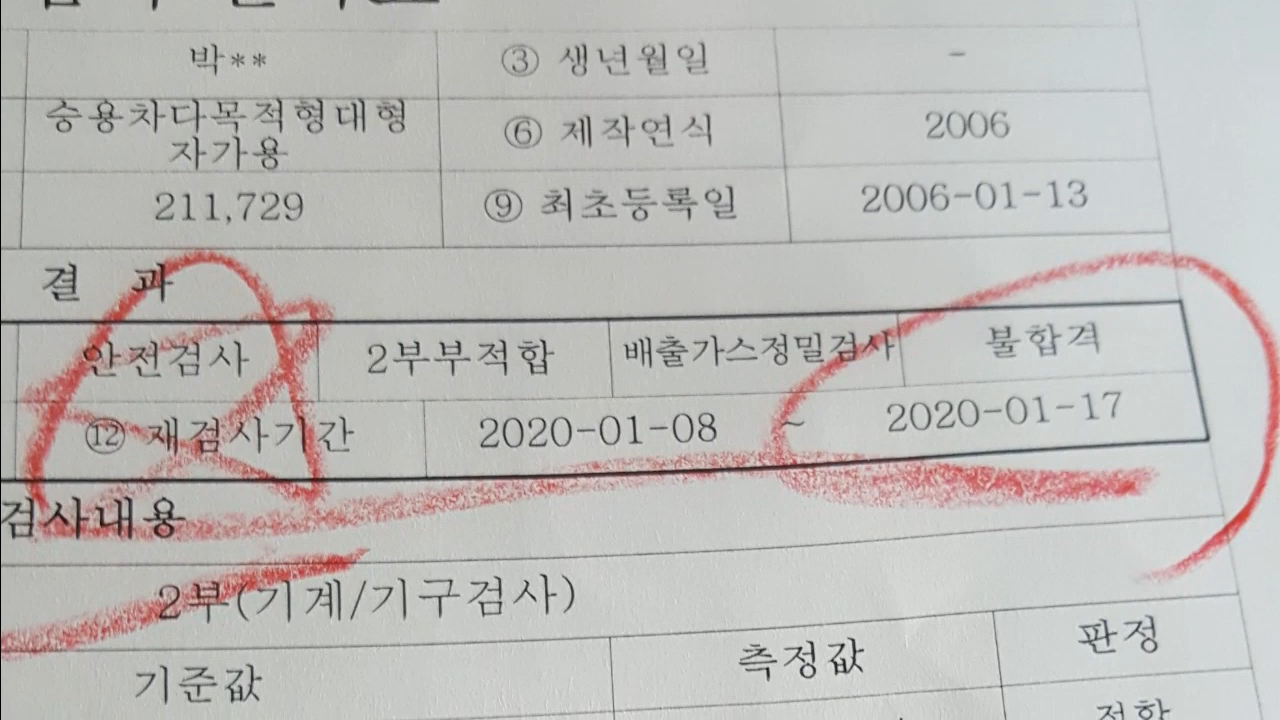 박** ③ 생년월일 -
승용차다목적형대형 ⑥ 제작연식 2006
자가용
211,729 ⑨ 최초등록일 2006-01-13
결 과
안전검사 2부부적합 배출가스정밀검사 불합격
⑫ 재검사기간 2020-01-08 ~ 2020-01-17
검사내용
2부(기계/기구검사)
기준값 측정값 판정